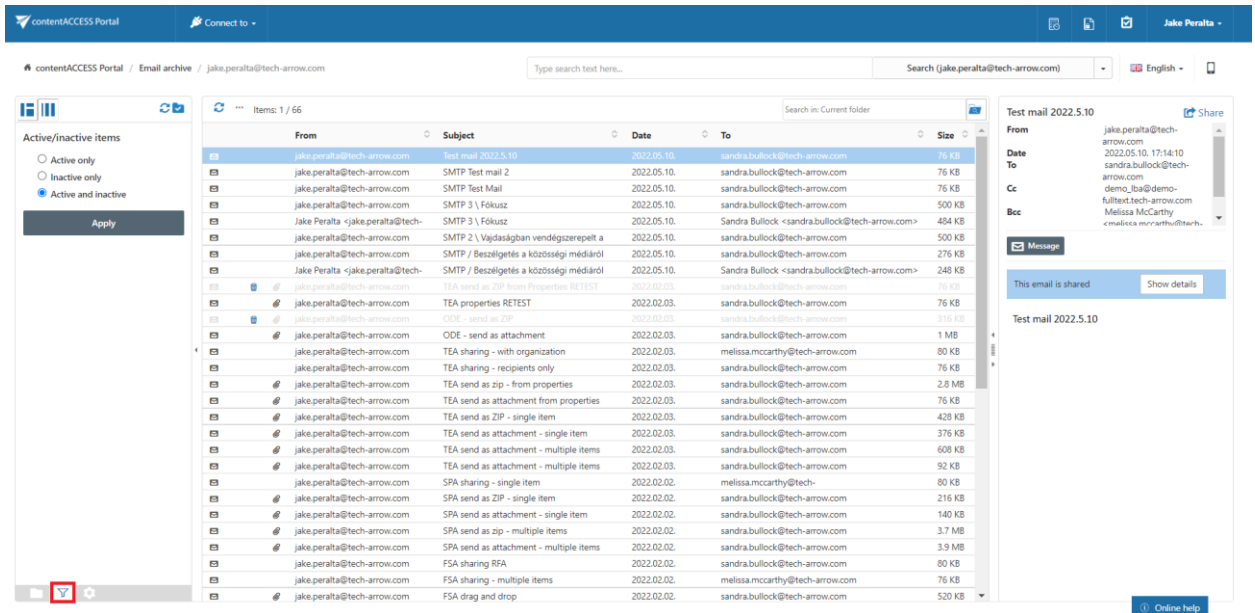 contentACCESS Portal
Connect to
Jake Peralta
contentACCESS Portal / Email archive / jake.peralta@tech-arrow.com
Type search text here...
Search (jake.peralta@tech-arrow.com)
English
Active/inactive items
Active only
Inactive only
Active and inactive
Apply
Items: 1 / 66
Search in: Current folder
From Subject Date To Size
jake.peralta@tech-arrow.com Test mail 2022.5.10 2022.05.10. sandra.bullock@tech-arrow.com 76 KB
jake.peralta@tech-arrow.com SMTP Test mail 2 2022.05.10. sandra.bullock@tech-arrow.com 76 KB
jake.peralta@tech-arrow.com SMTP Test Mail 2022.05.10. sandra.bullock@tech-arrow.com 76 KB
jake.peralta@tech-arrow.com SMTP 3 \ Fókusz 2022.05.10. sandra.bullock@tech-arrow.com 500 KB
Jake Peralta <jake.peralta@tech- SMTP 3 \ Fókusz 2022.05.10. Sandra Bullock <sandra.bullock@tech-arrow.com> 484 KB
jake.peralta@tech-arrow.com SMTP 2 \ Vajdaságban vendégszerepelt a 2022.05.10. sandra.bullock@tech-arrow.com 500 KB
jake.peralta@tech-arrow.com SMTP / Beszélgetés a közösségi médiáról 2022.05.10. sandra.bullock@tech-arrow.com 276 KB
Jake Peralta <jake.peralta@tech- SMTP / Beszélgetés a közösségi médiáról 2022.05.10. Sandra Bullock <sandra.bullock@tech-arrow.com> 248 KB
jake.peralta@tech-arrow.com TEA send as ZIP from Properties RETEST 2022.02.03. sandra.bullock@tech-arrow.com 76 KB
jake.peralta@tech-arrow.com TEA properties RETEST 2022.02.03. sandra.bullock@tech-arrow.com 76 KB
jake.peralta@tech-arrow.com ODE - send as ZIP 2022.02.03. sandra.bullock@tech-arrow.com 316 KB
jake.peralta@tech-arrow.com ODE - send as attachment 2022.02.03. sandra.bullock@tech-arrow.com 1 MB
jake.peralta@tech-arrow.com TEA sharing - with organization 2022.02.03. melissa.mccarthy@tech-arrow.com 80 KB
jake.peralta@tech-arrow.com TEA sharing - recipients only 2022.02.03. sandra.bullock@tech-arrow.com 76 KB
jake.peralta@tech-arrow.com TEA send as zip - from properties 2022.02.03. sandra.bullock@tech-arrow.com 2.8 MB
jake.peralta@tech-arrow.com TEA send as attachment from properties 2022.02.03. sandra.bullock@tech-arrow.com 76 KB
jake.peralta@tech-arrow.com TEA send as ZIP - single item 2022.02.03. sandra.bullock@tech-arrow.com 428 KB
jake.peralta@tech-arrow.com TEA send as attachment - single item 2022.02.03. sandra.bullock@tech-arrow.com 376 KB
jake.peralta@tech-arrow.com TEA send as attachment - multiple items 2022.02.03. sandra.bullock@tech-arrow.com 608 KB
jake.peralta@tech-arrow.com TEA send as attachment - multiple items 2022.02.03. sandra.bullock@tech-arrow.com 92 KB
jake.peralta@tech-arrow.com SPA sharing - single item 2022.02.02. melissa.mccarthy@tech- 80 KB
jake.peralta@tech-arrow.com SPA send as ZIP - single item 2022.02.02. sandra.bullock@tech-arrow.com 216 KB
jake.peralta@tech-arrow.com SPA send as attachment - single item 2022.02.02. sandra.bullock@tech-arrow.com 140 KB
jake.peralta@tech-arrow.com SPA send as zip - multiple items 2022.02.02. sandra.bullock@tech-arrow.com 3.7 MB
jake.peralta@tech-arrow.com SPA send as attachment - multiple items 2022.02.02. sandra.bullock@tech-arrow.com 3.9 MB
jake.peralta@tech-arrow.com FSA sharing RFA 2022.02.02. sandra.bullock@tech-arrow.com 80 KB
jake.peralta@tech-arrow.com FSA sharing - multiple items 2022.02.02. melissa.mccarthy@tech-arrow.com 76 KB
jake.peralta@tech-arrow.com FSA drag and drop 2022.02.02. sandra.bullock@tech-arrow.com 520 KB
Test mail 2022.5.10 Share
From jake.peralta@tech-
arrow.com
Date 2022.05.10. 17:14:10
To sandra.bullock@tech-
arrow.com
Cc demo_lba@demo-
fulltext.tech-arrow.com
Bcc Melissa McCarthy
<melissa.mccarthy@tech-
Message
This email is shared Show details
Test mail 2022.5.10
Online help